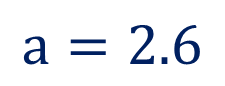 a = 2.6